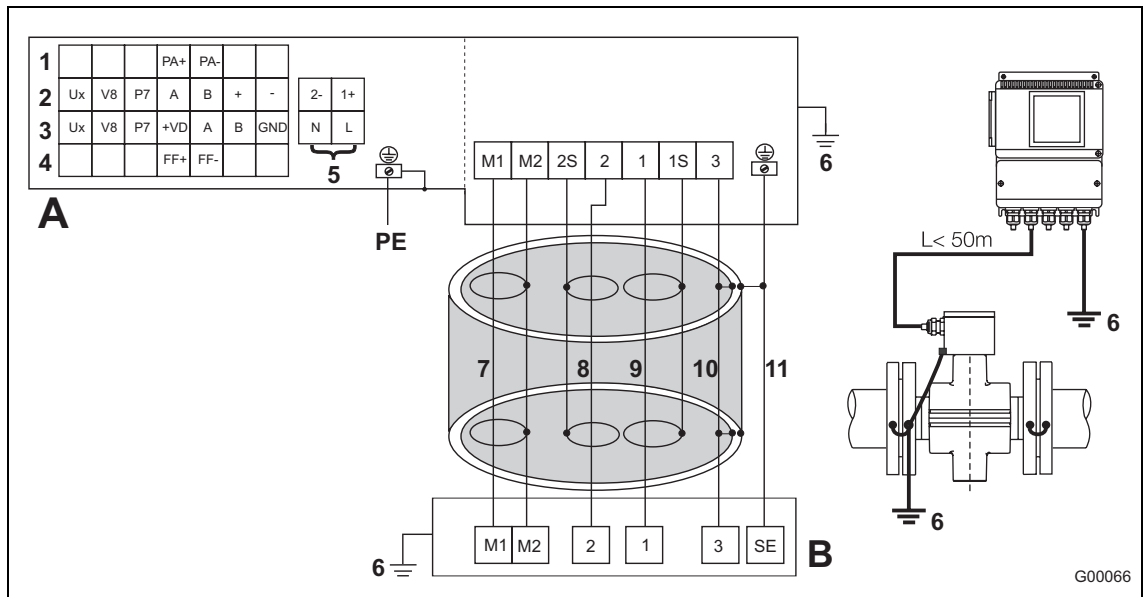 1 PA+ PA-
2 Ux V8 P7 A B + - 2- 1+
3 Ux V8 P7 +VD A B GND N L
4 FF+ FF-
5
A
PE
M1 M2 2S 2 1 1S 3
6
L< 50m
6
7 8 9 10 11
6
M1 M2 2 1 3 SE
B
6
G00066